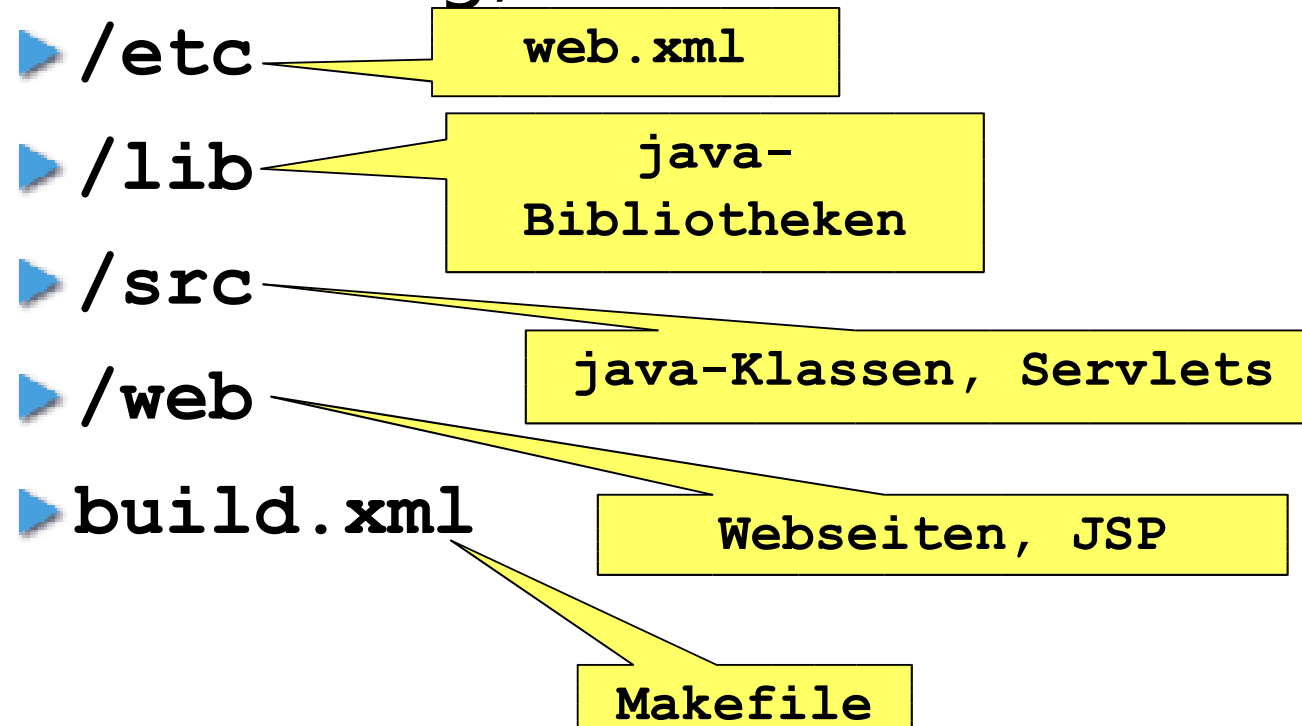 /etc
web.xml
/lib
java-
Bibliotheken
/src
java-Klassen, Servlets
/web
build.xml
Webseiten, JSP
Makefile